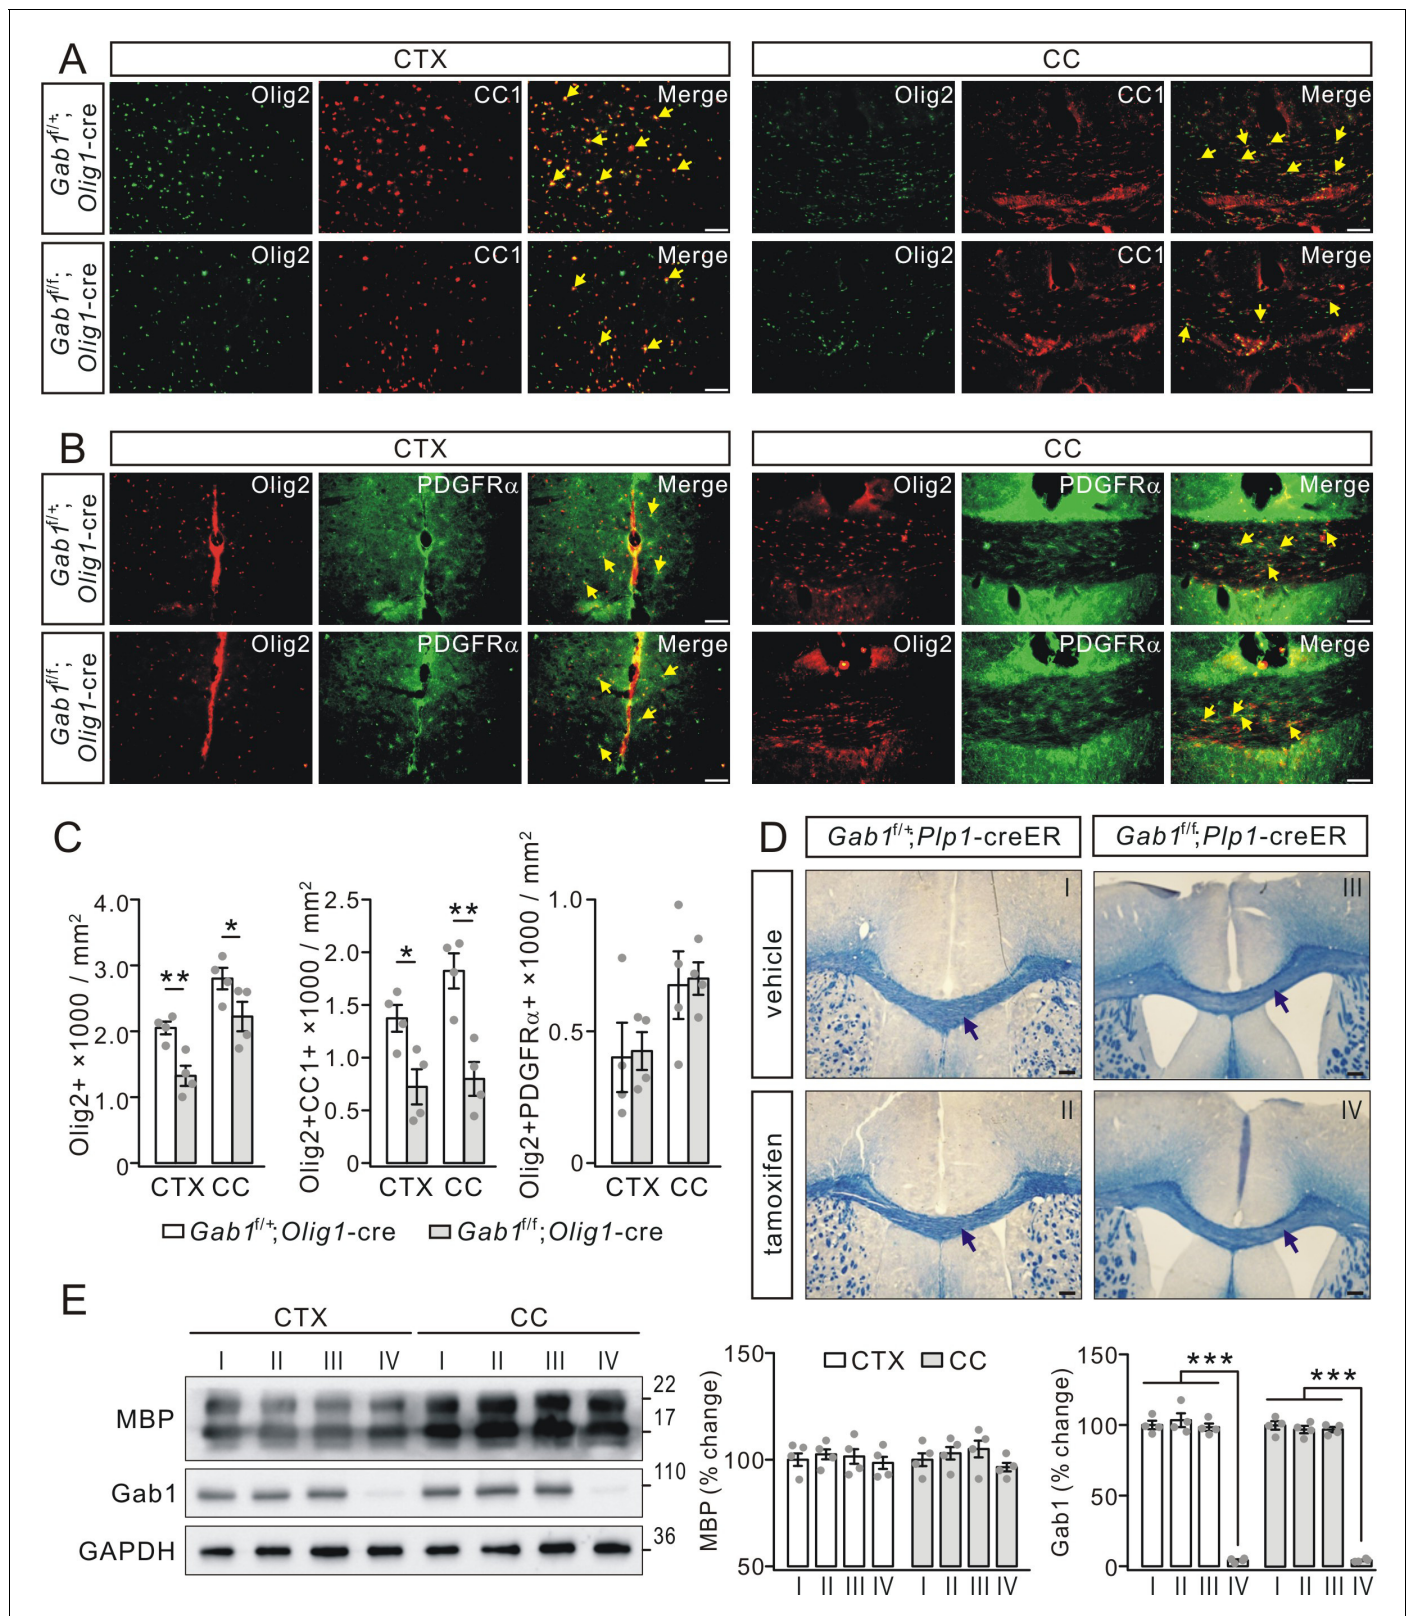 A
CTX
CC
Gab1f/+;
Olig1-cre
Olig2
CC1
Merge
Olig2
CC1
Merge
Gab1f/f;
Olig1-cre
Olig2
CC1
Merge
Olig2
CC1
Merge
B
CTX
CC
Gab1f/+;
Olig1-cre
Olig2
PDGFRα
Merge
Olig2
PDGFRα
Merge
Gab1f/f;
Olig1-cre
Olig2
PDGFRα
Merge
Olig2
PDGFRα
Merge
C
Olig2+ ×1000 / mm2
4.0
3.0
2.0
1.0
0
**
*
CTX CC
Olig2+CC1+ ×1000 / mm2
2.5
2.0
1.5
1.0
0.5
0
*
**
CTX CC
Olig2+PDGFRα+ ×1000 / mm2
1.0
0.5
0
CTX CC
Gab1f/+;Olig1-cre
Gab1f/f;Olig1-cre
D
Gab1f/+;Plp1-creER
Gab1f/f;Plp1-creER
vehicle
I
III
tamoxifen
II
IV
E
CTX
CC
I II III IV I II III IV
MBP
22
17
Gab1
110
GAPDH
36
MBP (% change)
150
100
50
CTX CC
I II III IV I II III IV
Gab1 (% change)
150
100
50
0
***
***
I II III IV I II III IV